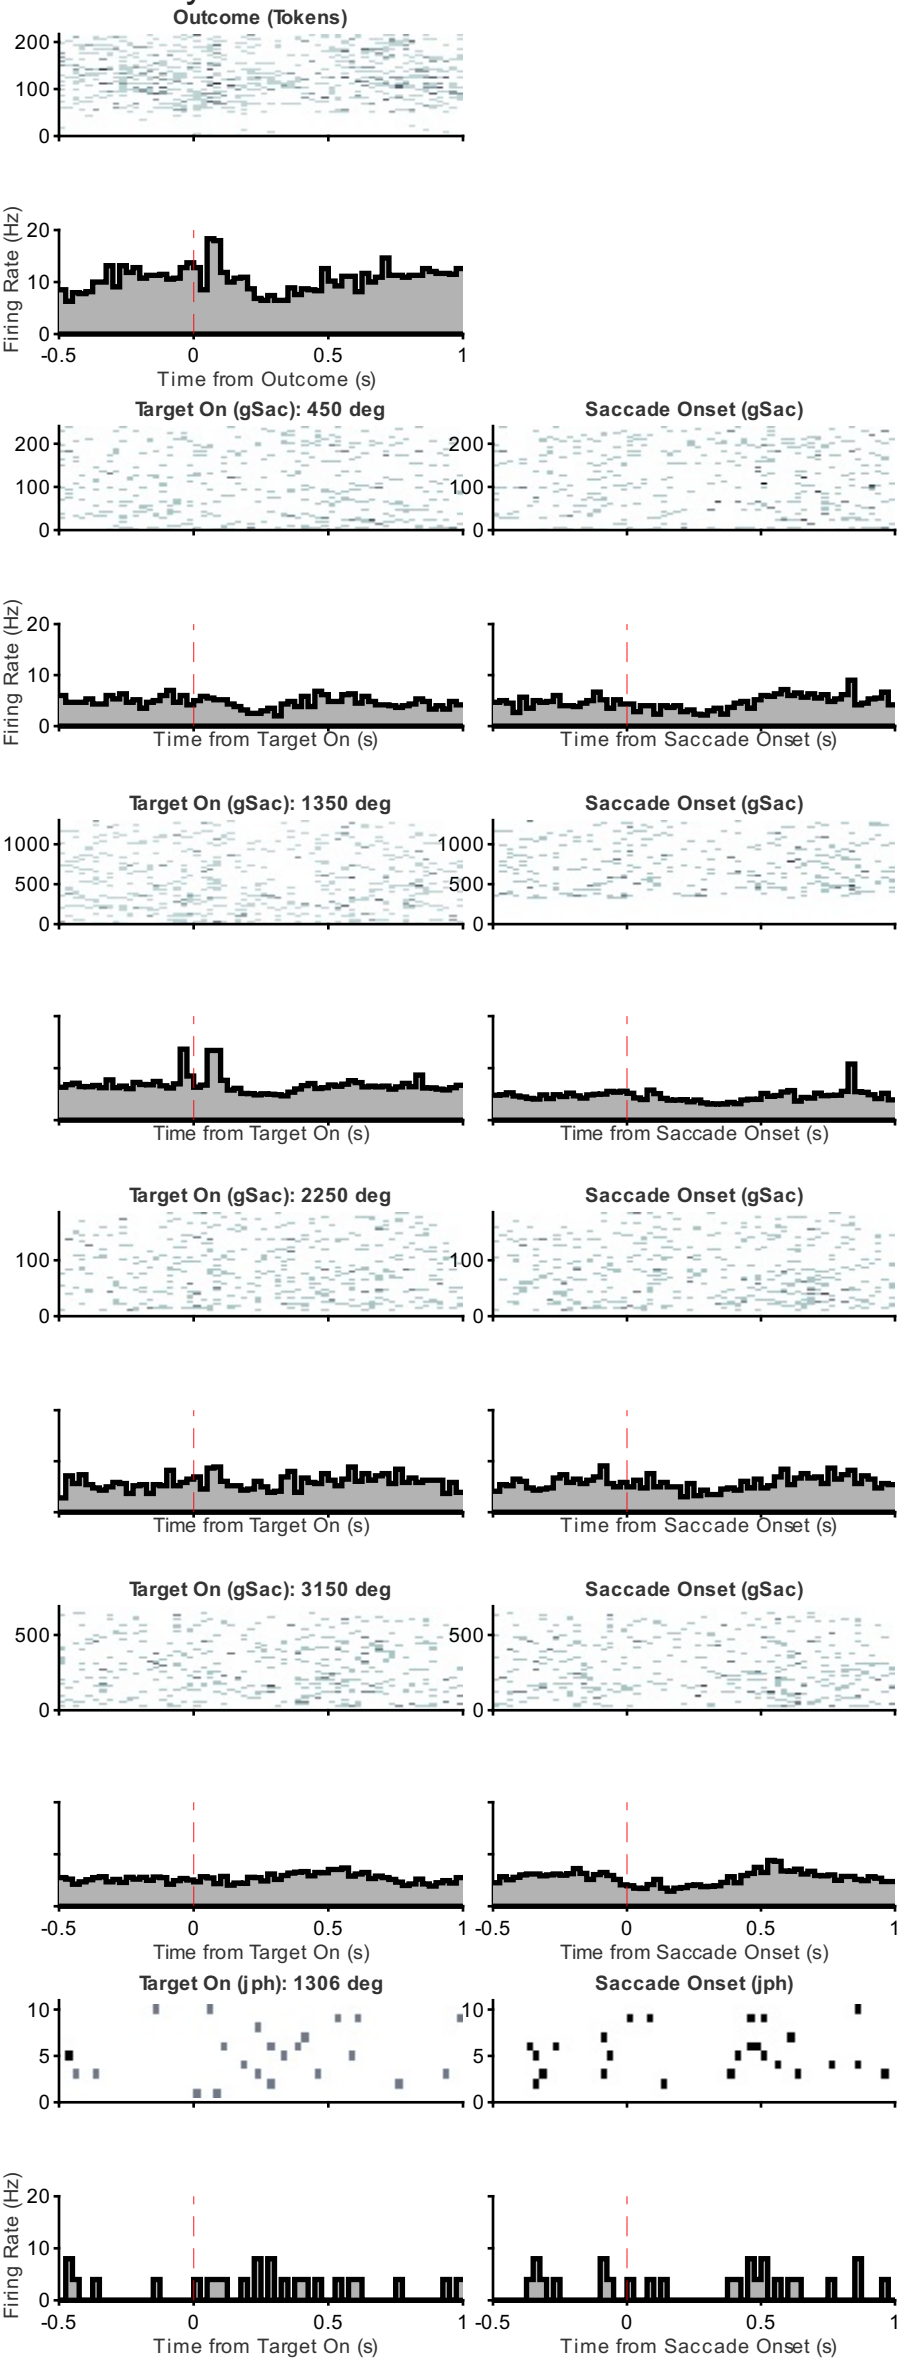 Outcome (Tokens)
200
100
0
Firing Rate (Hz)
20
10
0
-0.5 0 0.5 1
Time from Outcome (s)
Target On (gSac): 450 deg Saccade Onset (gSac)
200 200
100 100
0 0
Firing Rate (Hz)
20
10
0
Time from Target On (s) Time from Saccade Onset (s)
Target On (gSac): 1350 deg Saccade Onset (gSac)
1000 1000
500 500
0 0
Time from Target On (s) Time from Saccade Onset (s)
Target On (gSac): 2250 deg Saccade Onset (gSac)
100 100
0 0
Time from Target On (s) Time from Saccade Onset (s)
Target On (gSac): 3150 deg Saccade Onset (gSac)
500 500
0 0
-0.5 0 0.5 1 -0.5 0 0.5 1
Time from Target On (s) Time from Saccade Onset (s)
Target On (jph): 1306 deg Saccade Onset (jph)
10 10
5 5
0 0
Firing Rate (Hz)
20
10
0
-0.5 0 0.5 1 -0.5 0 0.5 1
Time from Target On (s) Time from Saccade Onset (s)